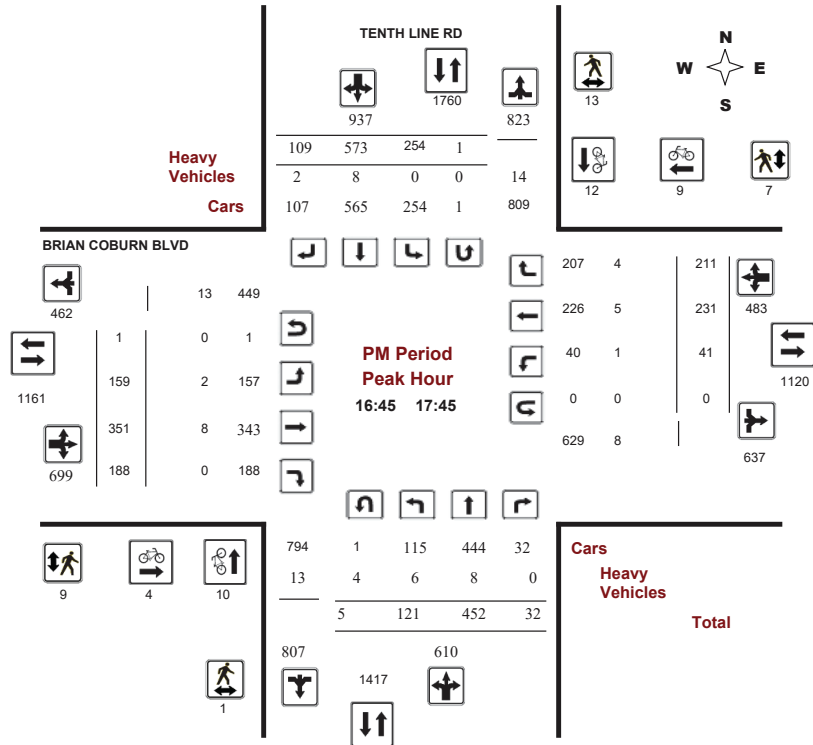 TENTH LINE RD
N
W E
S
1760
13
937
823
109 573 254 1
Heavy
Vehicles
2 8 0 0 14
12 9 7
Cars
107 565 254 1 809
BRIAN COBURN BLVD
207 4 211
462
13 449
226 5 231
483
1 0 1
PM Period
Peak Hour
16:45 17:45
40 1 41
1161
159 2 157
1120
0 0 0
351 8 343
629 8
699
188 0 188
637
794 1 115 444 32
Cars
13 4 6 8 0
Heavy
Vehicles
9 4 10
5 121 452 32
Total
807
610
1417
1